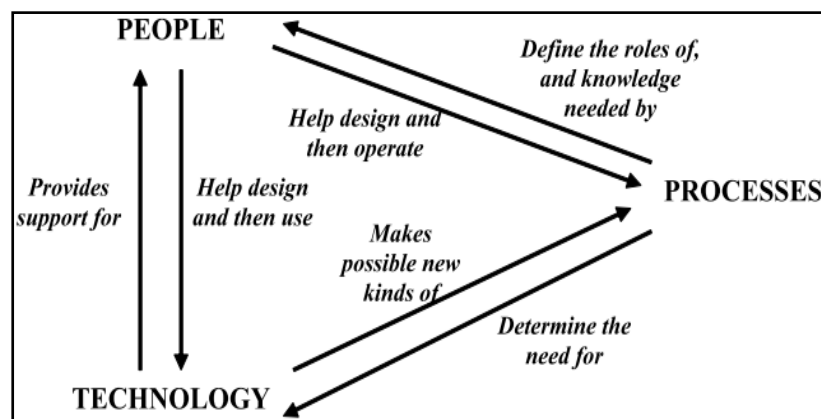 PEOPLE
Define the roles of,
and knowledge
needed by
Help design and
then operate
Provides
support for
Help design
and then use
PROCESSES
Makes
possible new
kinds of
Determine the
need for
TECHNOLOGY